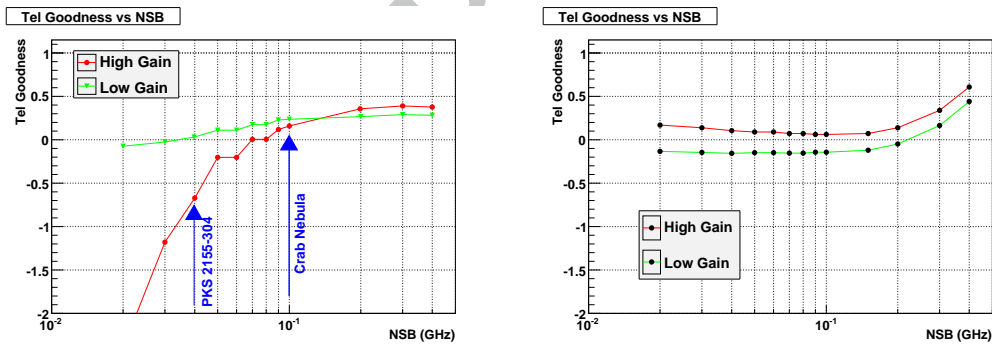 Tel Goodness vs NSB
Tel Goodness
1
0.5
0
-0.5
-1
-1.5
-2
High Gain
Low Gain
PKS 2155-304
Crab Nebula
10-2
10-1
NSB (GHz)
Tel Goodness vs NSB
Tel Goodness
1
0.5
0
-0.5
-1
-1.5
-2
High Gain
Low Gain
10-2
10-1
NSB (GHz)